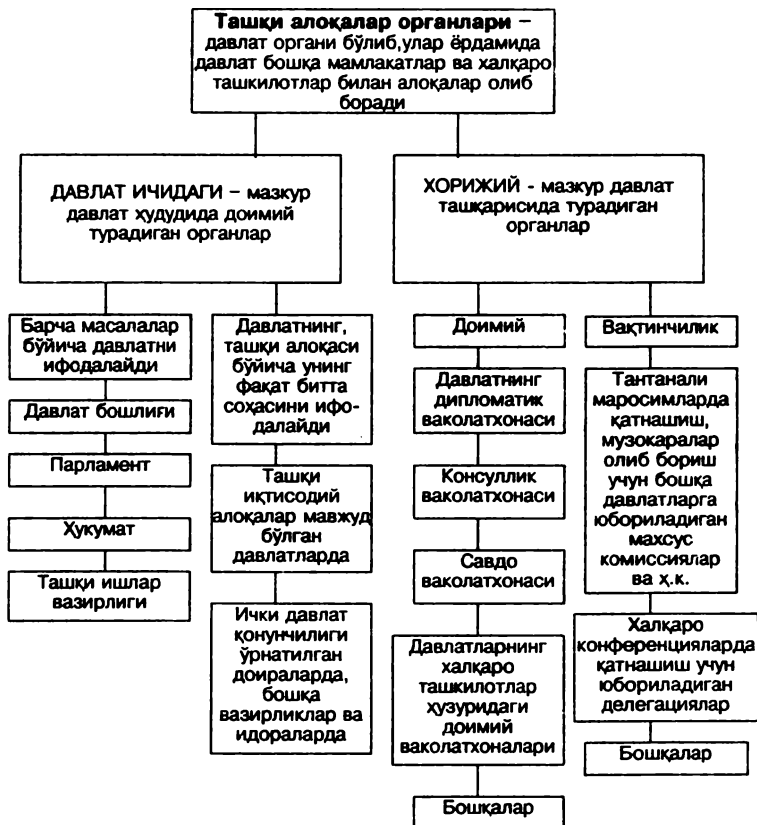 Ташқи алоқалар органлари –
давлат органи бўлиб,улар ёрдамида
давлат бошқа мамлакатлар ва халқаро
ташкилотлар билан алоқалар олиб
боради
ДАВЛАТ ИЧИДАГИ – мазкур
давлат ҳудудида доимий
турадиган органлар
ХОРИЖИЙ - мазкур давлат
ташқарисида турадиган
органлар
Барча масалалар
бўйича давлатни
ифодалайди
Давлат бошлиғи
Парламент
Ҳукумат
Ташқи ишлар
вазирлиги
Давлатнинг,
ташқи алоқаси
бўйича унинг
фақат битта
соҳасини ифо-
далайди
Ташқи
иқтисодий
алоқалар мавжуд
бўлган
давлатларда
Ички давлат
қонунчилиги
ўрнатилган
доираларда,
бошқа
вазирликлар ва
идораларда
Доимий
Давлатнинг
дипломатик
ваколатхонаси
Консуллик
ваколатхонаси
Савдо
ваколатхонаси
Давлатларнинг
халқаро
ташкилотлар
ҳузуридаги
доимий
ваколатхоналари
Бошқалар
Вақтинчилик
Тантанали
маросимларда
қатнашиш,
музокаралар
олиб бориш
учун бошқа
давлатларга
юбориладиган
махсус
комиссиялар
ва ҳ.к.
Халқаро
конференцияларда
қатнашиш учун
юбориладиган
делегациялар
Бошқалар